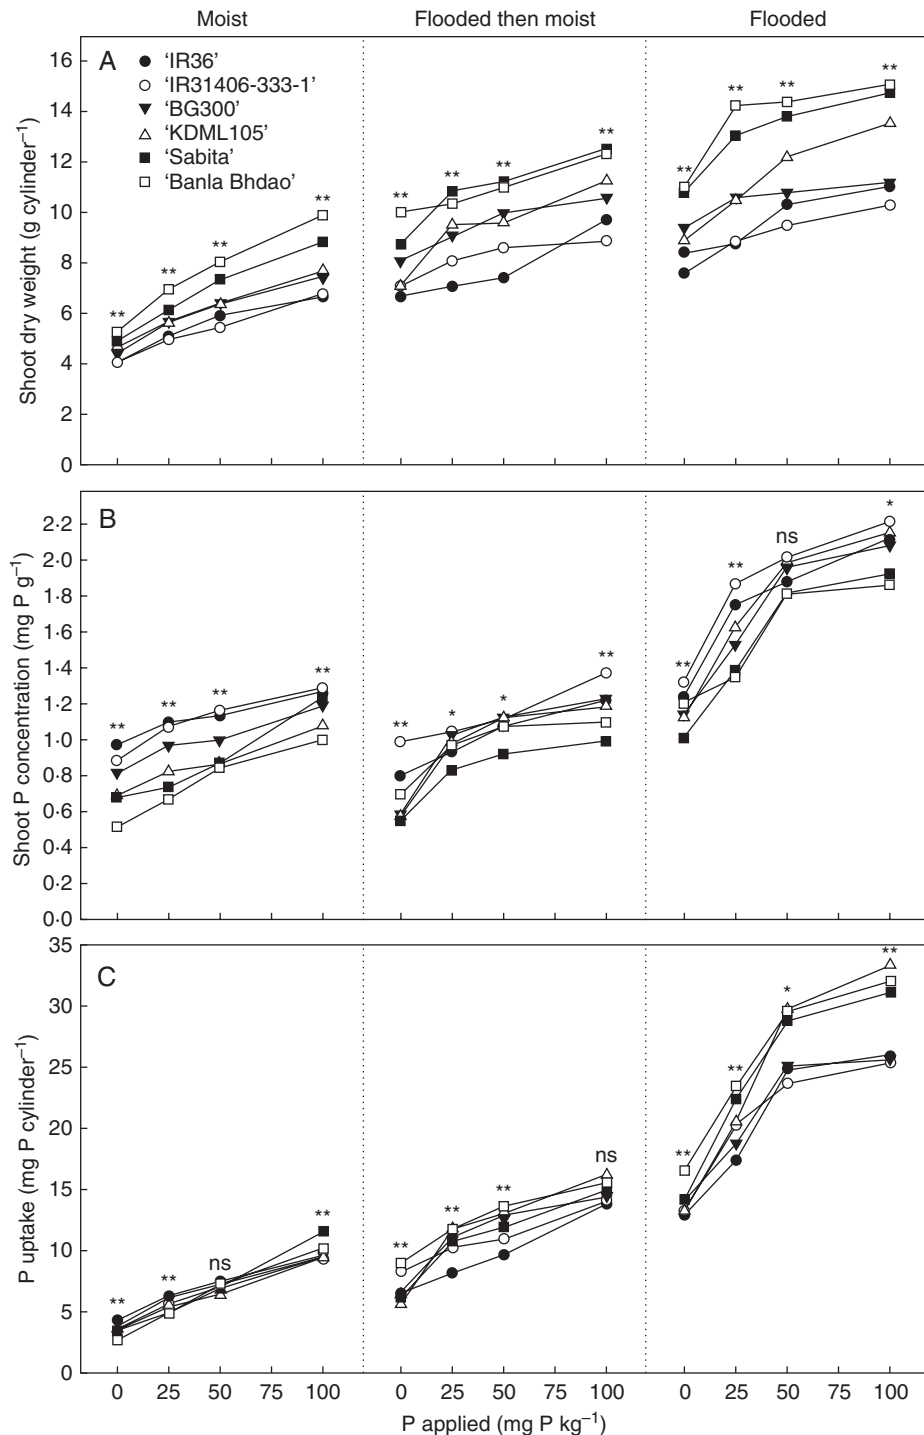 Moist Flooded then moist Flooded
A
‘IR36’
‘IR31406-333-1’
‘BG300’
‘KDML105’
‘Sabita’
‘Banla Bhdao’
Shoot dry weight (g cylinder⁻¹)
16
14
12
10
8
6
4
2
0
** ** ** **
** ** ** **
** ** ** **
B
Shoot P concentration (mg P g⁻¹)
2·2
2·0
1·8
1·6
1·4
1·2
1·0
0·8
0·6
0·4
0·2
0·0
** ** ** **
** * * **
** ** ns *
C
P uptake (mg P cylinder⁻¹)
35
30
25
20
15
10
5
0
** ** ns **
** ** ** ns
** ** * **
0 25 50 75 100 0 25 50 75 100 0 25 50 75 100
P applied (mg P kg⁻¹)